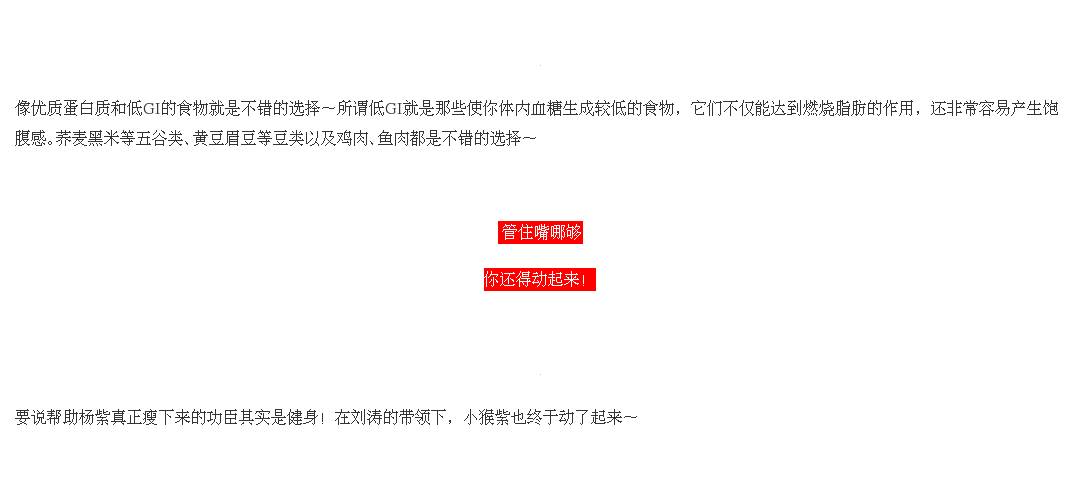 像优质蛋白质和低GI的食物就是不错的选择～所谓低GI就是那些使你体内血糖生成较低的食物，它们不仅能达到燃烧脂肪的作用，还非常容易产生饱
腹感。荞麦黑米等五谷类、黄豆眉豆等豆类以及鸡肉、鱼肉都是不错的选择～
管住嘴哪够
你还得动起来！
要说帮助杨紫真正瘦下来的功臣其实是健身！在刘涛的带领下，小猴紫也终于动了起来～